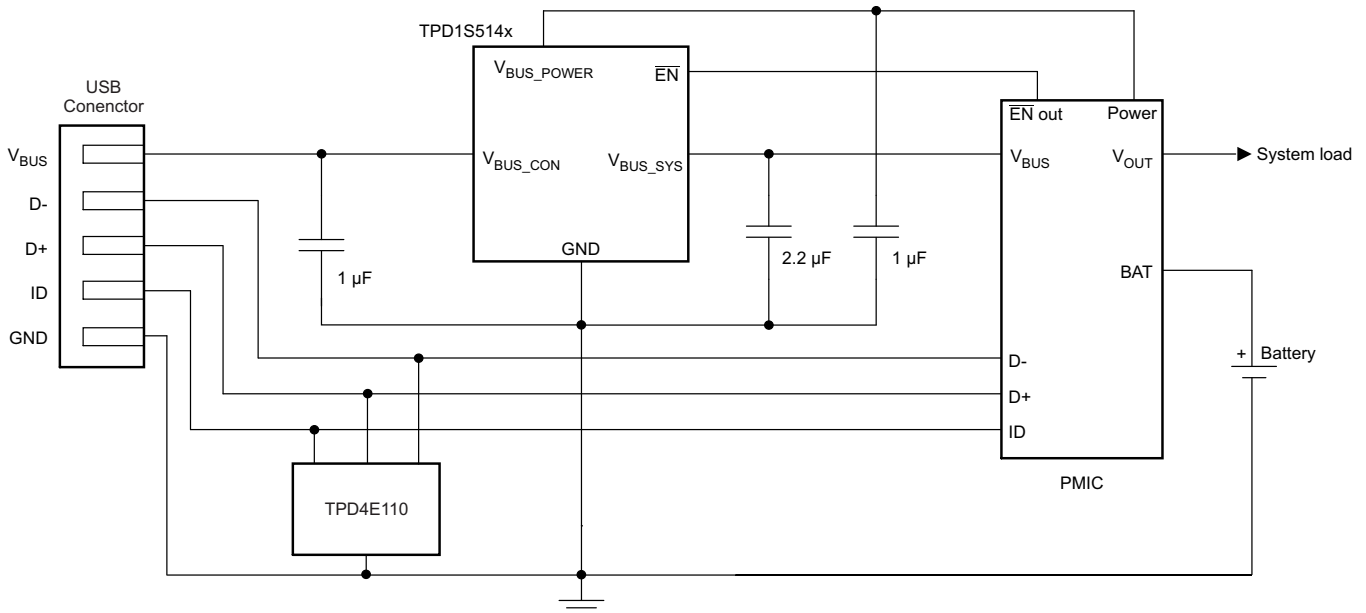 TPD1S514x
USB
Conenctor
V_BUS_POWER
EN
EN out
Power
V_BUS
V_BUS_CON
V_BUS_SYS
V_BUS
V_OUT
System load
D-
D+
GND
1 µF
2.2 µF
1 µF
BAT
ID
GND
D-
+ Battery
D+
ID
PMIC
TPD4E110